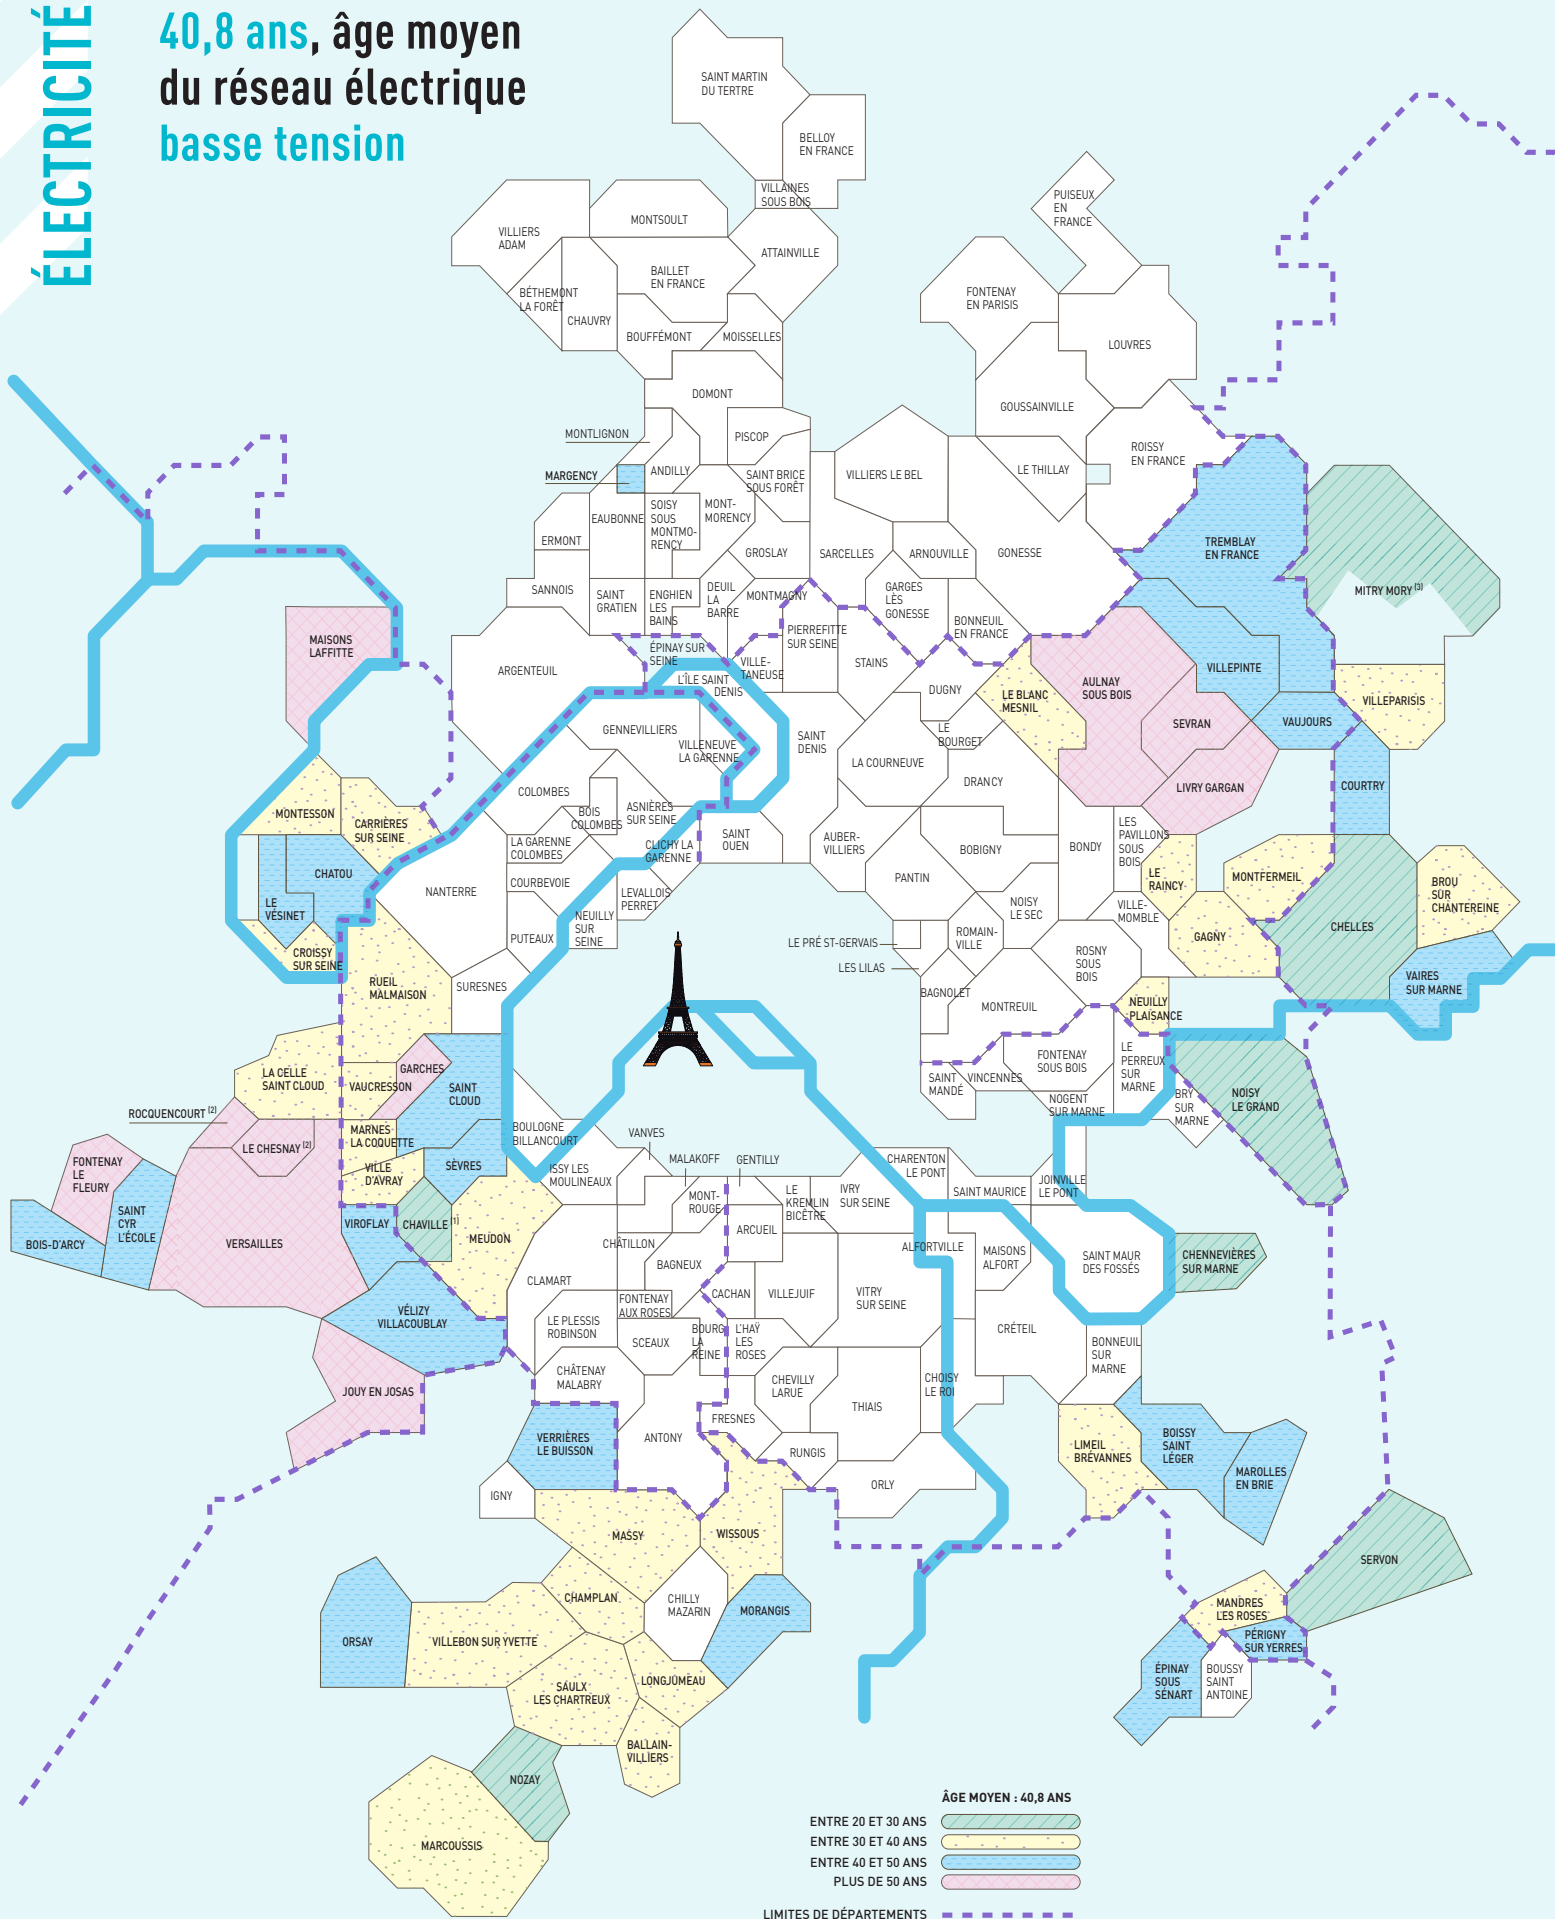 ÉLECTRICITÉ
40,8 ans, âge moyen
du réseau électrique
basse tension
SAINT MARTIN
DU TERTRE
BELLOY
EN FRANCE
VILLAINES
SOUS BOIS
PUISEUX
EN
FRANCE
MONTSOULT
VILLIERS
ADAM
ATTAINVILLE
BAILLET
EN FRANCE
BÉTHEMONT
LA FORÊT
CHAUVRY
FONTENAY
EN PARISIS
BOUFFÉMONT
MOISSELLES
LOUVRES
DOMONT
GOUSSAINVILLE
MONTLIGNON
PISCOP
ROISSY
EN FRANCE
MARGENCY
ANDILLY
SAINT BRICE
SOUS FORÊT
VILLIERS LE BEL
LE THILLAY
EAUBONNE
SOISY
SOUS
MONTMO-
RENCY
MONT-
MORENCY
ERMONT
GROSLAY
SARCELLES
ARNOUVILLE
GONESSE
TREMBLAY
EN FRANCE
MITRY MORY (3)
SANNOIS
SAINT
GRATIEN
ENGHIEN
LES
BAINS
DEUIL
LA
BARRE
MONTMAGNY
GARGES
LÈS
GONESSE
BONNEUIL
EN FRANCE
PIERREFITTE
SUR SEINE
MAISONS
LAFFITTE
ARGENTEUIL
ÉPINAY SUR
SEINE
L'ÎLE SAINT
DENIS
VILLE-
TANEUSE
STAINS
DUGNY
LE BLANC
MESNIL
AULNAY
SOUS BOIS
VILLEPINTE
VILLEPARISIS
SEVRAN
VAUJOURS
GENNEVILLIERS
VILLENEUVE
LA GARENNE
SAINT
DENIS
LE
BOURGET
LA COURNEUVE
DRANCY
LIVRY GARGAN
COURTRY
COLOMBES
BOIS
COLOMBES
ASNIÈRES
SUR SEINE
MONTESSON
CARRIÈRES
SUR SEINE
LA GARENNE
COLOMBES
CLICHY LA
GARENNE
SAINT
OUEN
AUBER-
VILLIERS
BOBIGNY
BONDY
LES
PAVILLONS
SOUS
BOIS
CHATOU
NANTERRE
COURBEVOIE
LEVALLOIS
PERRET
PANTIN
LE
RAINCY
MONTFERMEIL
BROU
SUR
CHANTEREINE
LE
VÉSINET
NEUILLY
SUR
SEINE
NOISY
LE SEC
VILLE-
MOMBLE
CHELLES
PUTEAUX
LE PRÉ ST-GERVAIS
ROMAIN-
VILLE
GAGNY
CROISSY
SUR SEINE
LES LILAS
ROSNY
SOUS
BOIS
RUEIL
MALMAISON
SURESNES
BAGNOLET
MONTREUIL
NEUILLY
PLAISANCE
VAIRES
SUR MARNE
LA CELLE
SAINT CLOUD
VAUCRESSON
GARCHES
SAINT
CLOUD
FONTENAY
SOUS BOIS
LE
PERREUX
SUR
MARNE
SAINT
MANDÉ
VINCENNES
NOGENT
SUR MARNE
BRY
SUR
MARNE
NOISY
LE GRAND
ROCQUENCOURT (2)
LE CHESNAY (2)
MARNES
LA COQUETTE
BOULOGNE
BILLANCOURT
VANVES
MALAKOFF
GENTILLY
FONTENAY
LE
FLEURY
VILLE
D'AVRAY
SÈVRES
ISSY LES
MOULINEAUX
MONT-
ROUGE
LE
KREMLIN
BICÊTRE
IVRY
SUR SEINE
CHARENTON
LE PONT
SAINT MAURICE
JOINVILLE
LE PONT
SAINT
CYR
L'ÉCOLE
BOIS-D'ARCY
VERSAILLES
VIROFLAY
CHAVILLE (1)
MEUDON
CHÂTILLON
BAGNEUX
ARCUEIL
ALFORTVILLE
MAISONS
ALFORT
SAINT MAUR
DES FOSSÉS
CHENNEVIÈRES
SUR MARNE
CLAMART
FONTENAY
AUX ROSES
CACHAN
VILLEJUIF
VITRY
SUR SEINE
VÉLIZY
VILLACOUBLAY
LE PLESSIS
ROBINSON
SCEAUX
BOURG
LA
REINE
L'HAŸ
LES
ROSES
CRÉTEIL
BONNEUIL
SUR
MARNE
JOUY EN JOSAS
CHÂTENAY
MALABRY
CHEVILLY
LARUE
THIAIS
CHOISY
LE ROI
VERRIÈRES
LE BUISSON
ANTONY
FRESNES
RUNGIS
ORLY
LIMEIL
BRÉVANNES
BOISSY
SAINT
LÉGER
MAROLLES
EN BRIE
IGNY
MASSY
WISSOUS
SERVON
CHAMPLAN
CHILLY
MAZARIN
MORANGIS
MANDRES
LES ROSES
ORSAY
VILLEBON SUR YVETTE
PÉRIGNY
SUR YERRES
SAULX
LES CHARTREUX
LONGJUMEAU
ÉPINAY
SOUS
SÉNART
BOUSSY
SAINT
ANTOINE
BALLAIN-
VILLIERS
NOZAY
MARCOUSSIS
ÂGE MOYEN : 40,8 ANS
ENTRE 20 ET 30 ANS
ENTRE 30 ET 40 ANS
ENTRE 40 ET 50 ANS
PLUS DE 50 ANS
LIMITES DE DÉPARTEMENTS